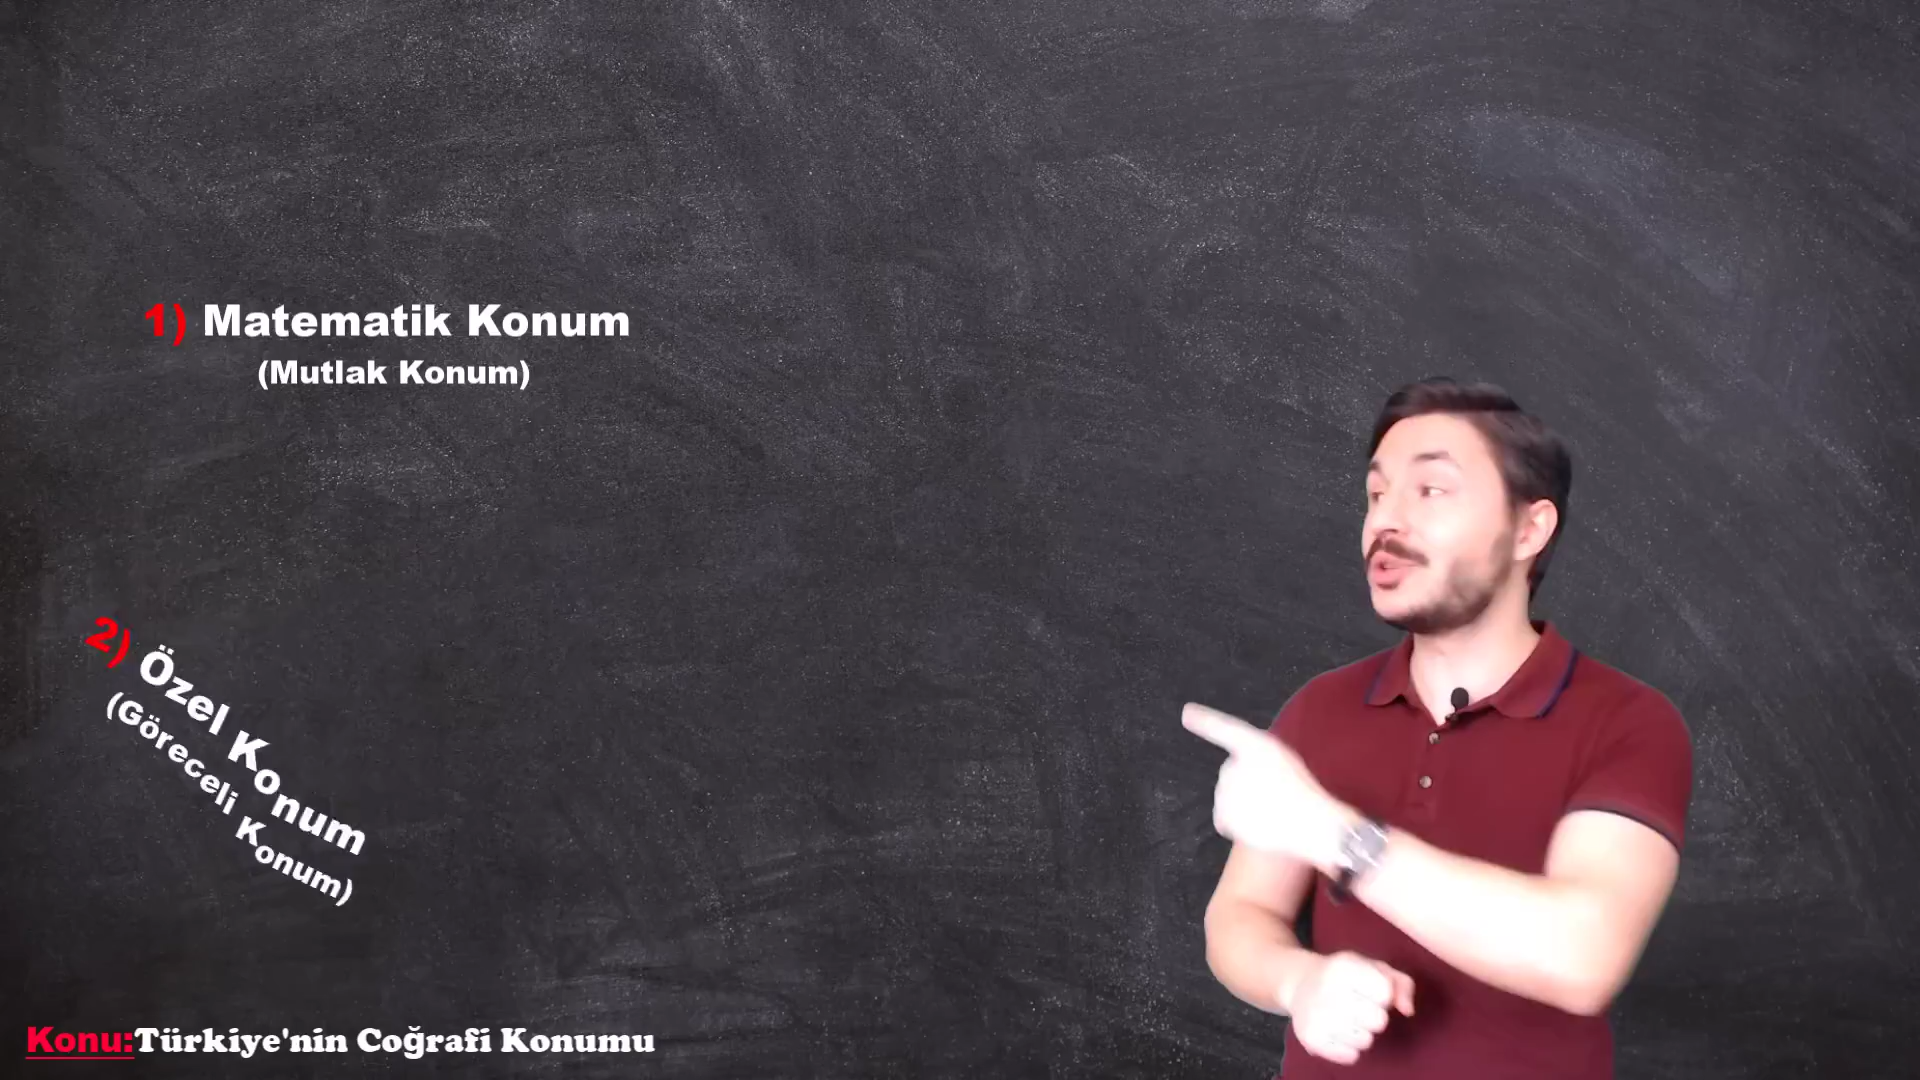 1) Matematik Konum
(Mutlak Konum)
2) Özel Konum
(Göreceli Konum)
Konu:Türkiye'nin Coğrafi Konumu